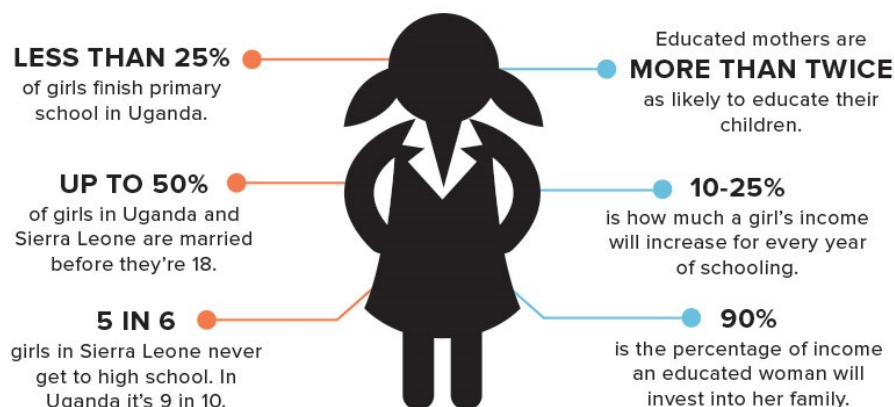 LESS THAN 25%
of girls finish primary
school in Uganda.
UP TO 50%
of girls in Uganda and
Sierra Leone are married
before they're 18.
5 IN 6
girls in Sierra Leone never
get to high school. In
Uganda it's 9 in 10.
Educated mothers are
MORE THAN TWICE
as likely to educate their
children.
10-25%
is how much a girl's income
will increase for every year
of schooling.
90%
is the percentage of income
an educated woman will
invest into her family.